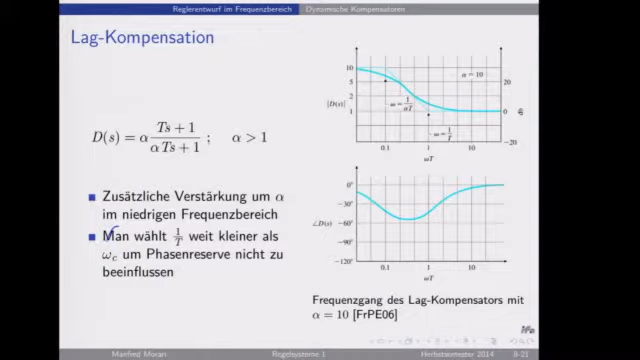 Reglerentwurf im Frequenzbereich Dynamische Kompensatoren
Lag-Kompensation
D(s) = α (Ts + 1)/(α Ts + 1) ; α > 1
Zusätzliche Verstärkung um α
im niedrigen Frequenzbereich
Man wählt 1/T weit kleiner als
ω_c um Phasenreserve nicht zu
beeinflussen
10
5
2
1
|D(s)|
α = 10
ω = 1/(αT)
ω = 1/T
20
0
−20
db
0.1 1 10
ωT
0°
−30°
−60°
−90°
−120°
∠D(s)
0.1 1 10
ωT
Frequenzgang des Lag-Kompensators mit
α = 10 [FrPE06]
Manfred Morari Regelsysteme 1 Herbstsemester 2014 8-21